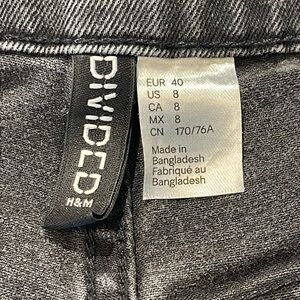 DIVIDED
H&M
EUR 40
US 8
CA 8
MX 8
CN 170/76A
Made in
Bangladesh
Fabriqué au
Bangladesh